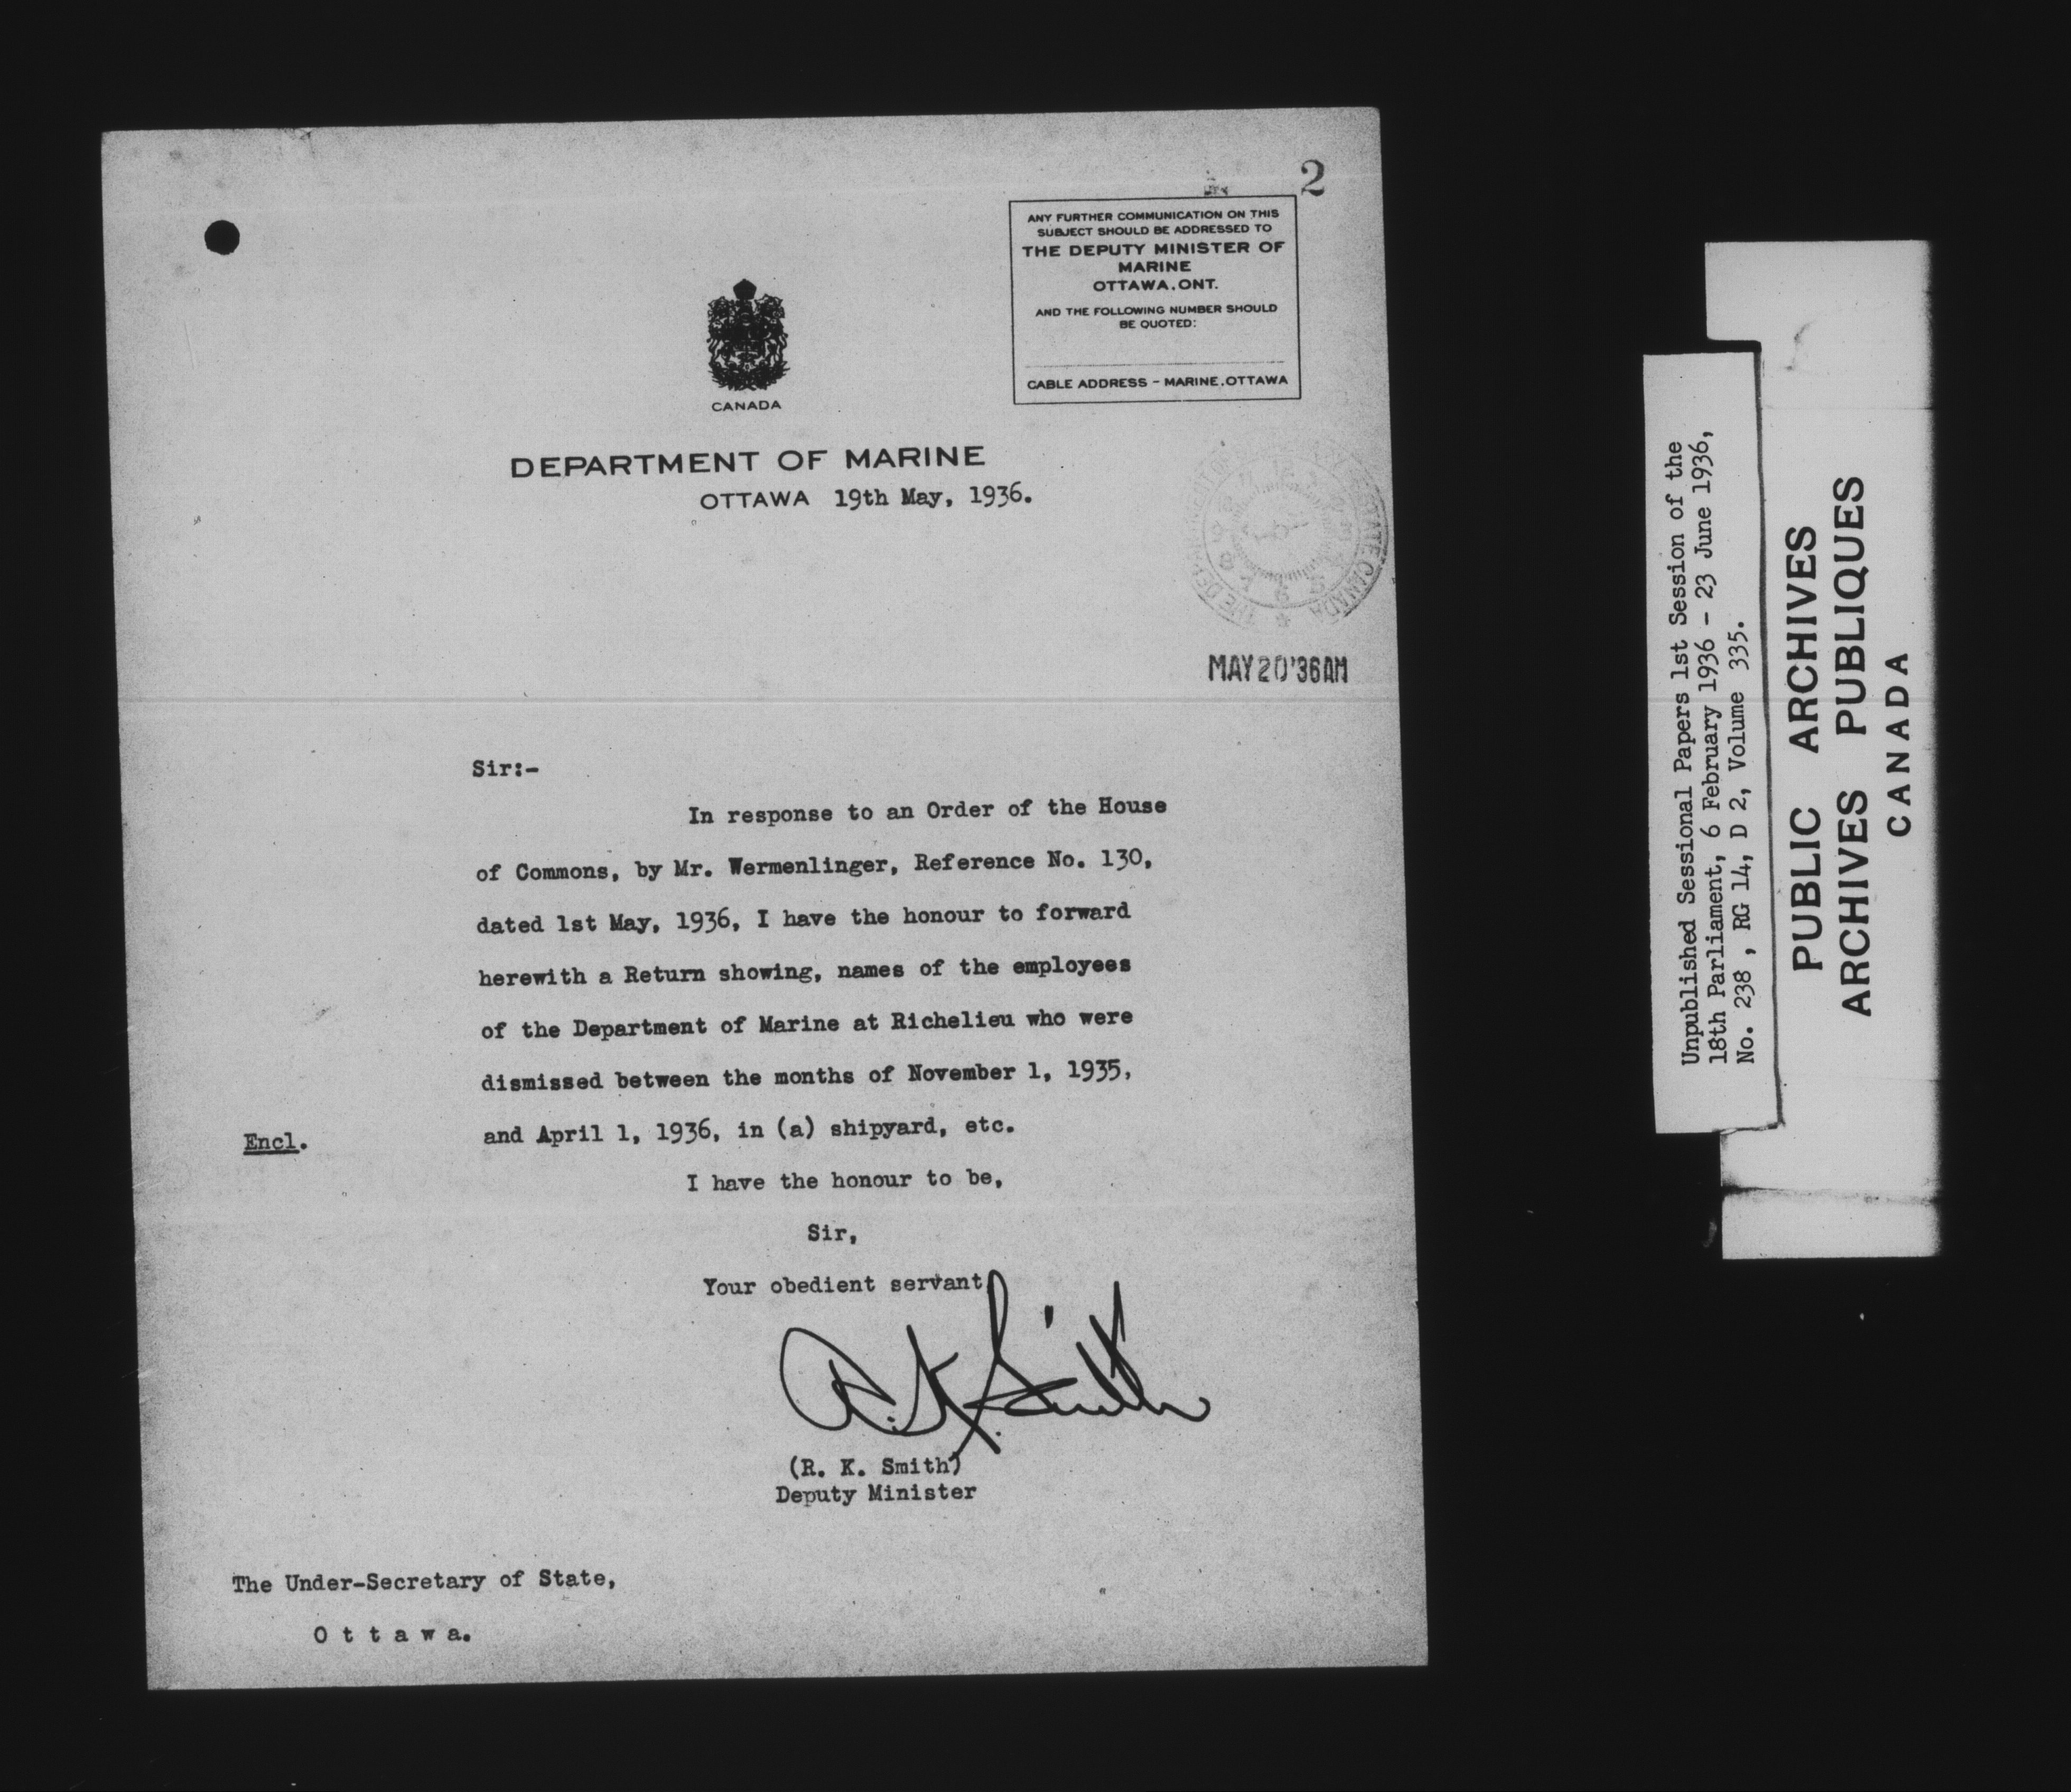 2
ANY FURTHER COMMUNICATION ON THIS
SUBJECT SHOULD BE ADDRESSED TO
THE DEPUTY MINISTER OF
MARINE
OTTAWA, ONT.
AND THE FOLLOWING NUMBER SHOULD
BE QUOTED:
CABLE ADDRESS - MARINE, OTTAWA
CANADA
DEPARTMENT OF MARINE
OTTAWA 19th May, 1936.
STATE CANADA
MAY 20 '36 AM
Sir:-
In response to an Order of the House
of Commons, by Mr. Wermenlinger, Reference No. 130,
dated 1st May, 1936, I have the honour to forward
herewith a Return showing, names of the employees
of the Department of Marine at Richelieu who were
dismissed between the months of November 1, 1935,
and April 1, 1936, in (a) shipyard, etc.
Encl.
I have the honour to be,
Sir,
Your obedient servant,
R. K. Smith
(R. K. Smith)
Deputy Minister
The Under-Secretary of State,
O t t a w a.
Unpublished Sessional Papers 1st Session of the
18th Parliament, 6 February 1936 - 23 June 1936,
No. 238 , RG 14, D 2, Volume 335.
PUBLIC ARCHIVES
ARCHIVES PUBLIQUES
CANADA